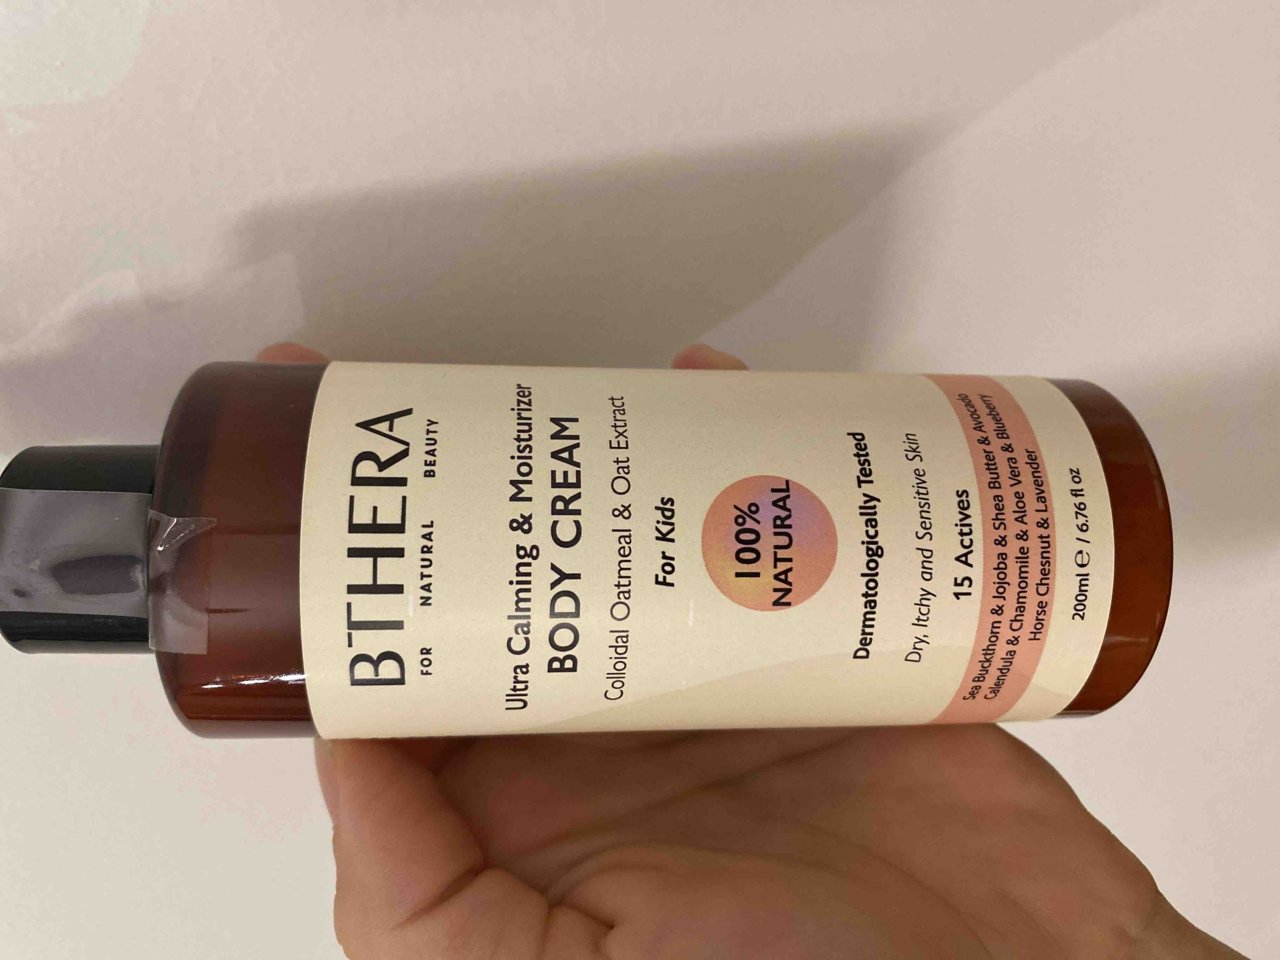 BTHERA
FOR NATURAL BEAUTY
Ultra Calming & Moisturizer
BODY CREAM
Colloidal Oatmeal & Oat Extract
For Kids
100%
NATURAL
Dermatologically Tested
Dry, Itchy and Sensitive Skin
15 Actives
Sea Buckthorn & Jojoba & Shea Butter & Avocado
Calendula & Chamomile & Aloe Vera & Blueberry
Horse Chesnut & Lavender
200ml ℮ / 6.76 fl oz